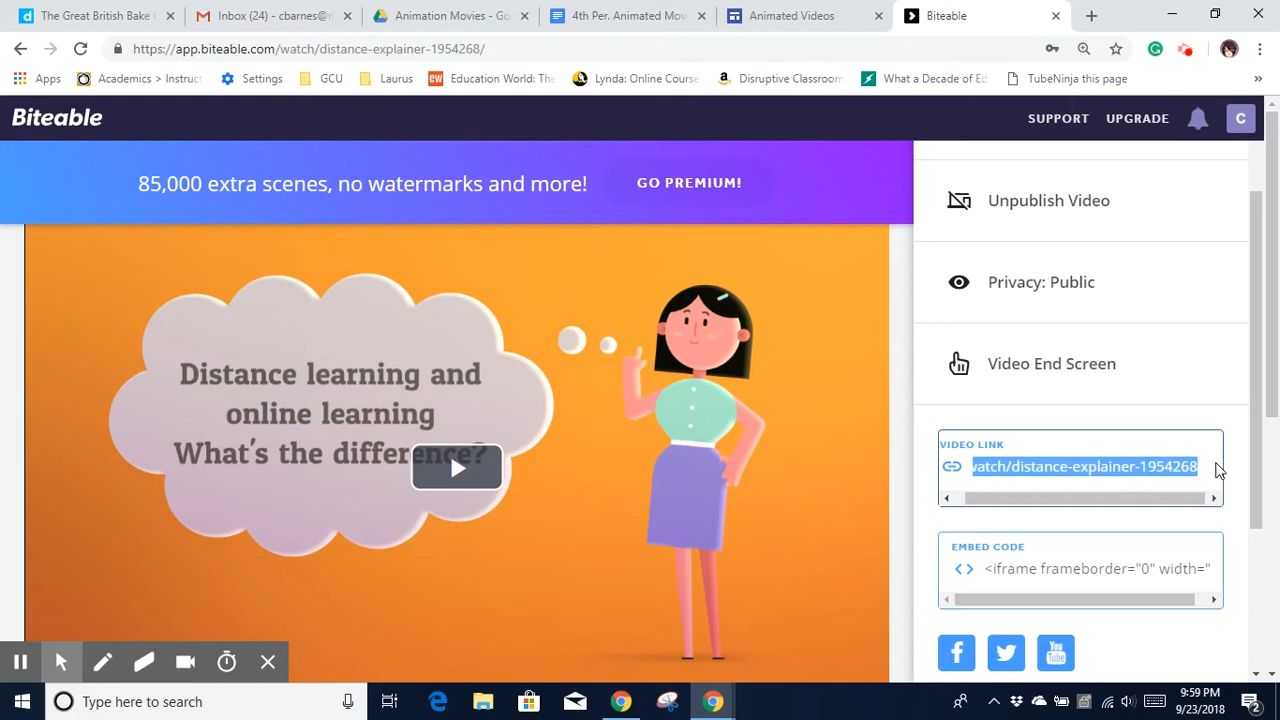 The Great British Bake
Inbox (24) - cbarnes@r
Animation Movies - Go
4th Per. Animated Mov
Animated Videos
Biteable
https://app.biteable.com/watch/distance-explainer-1954268/
Apps
Academics > Instruct
Settings
GCU
Laurus
Education World: The
Lynda: Online Course
Disruptive Classroom
What a Decade of Ed
TubeNinja this page
Biteable
SUPPORT
UPGRADE
C
85,000 extra scenes, no watermarks and more!
GO PREMIUM!
Unpublish Video
Privacy: Public
Video End Screen
Distance learning and
online learning
What's the difference?
VIDEO LINK
watch/distance-explainer-1954268
EMBED CODE
<iframe frameborder="0" width="
You
Tube
Type here to search
9:59 PM
9/23/2018
2